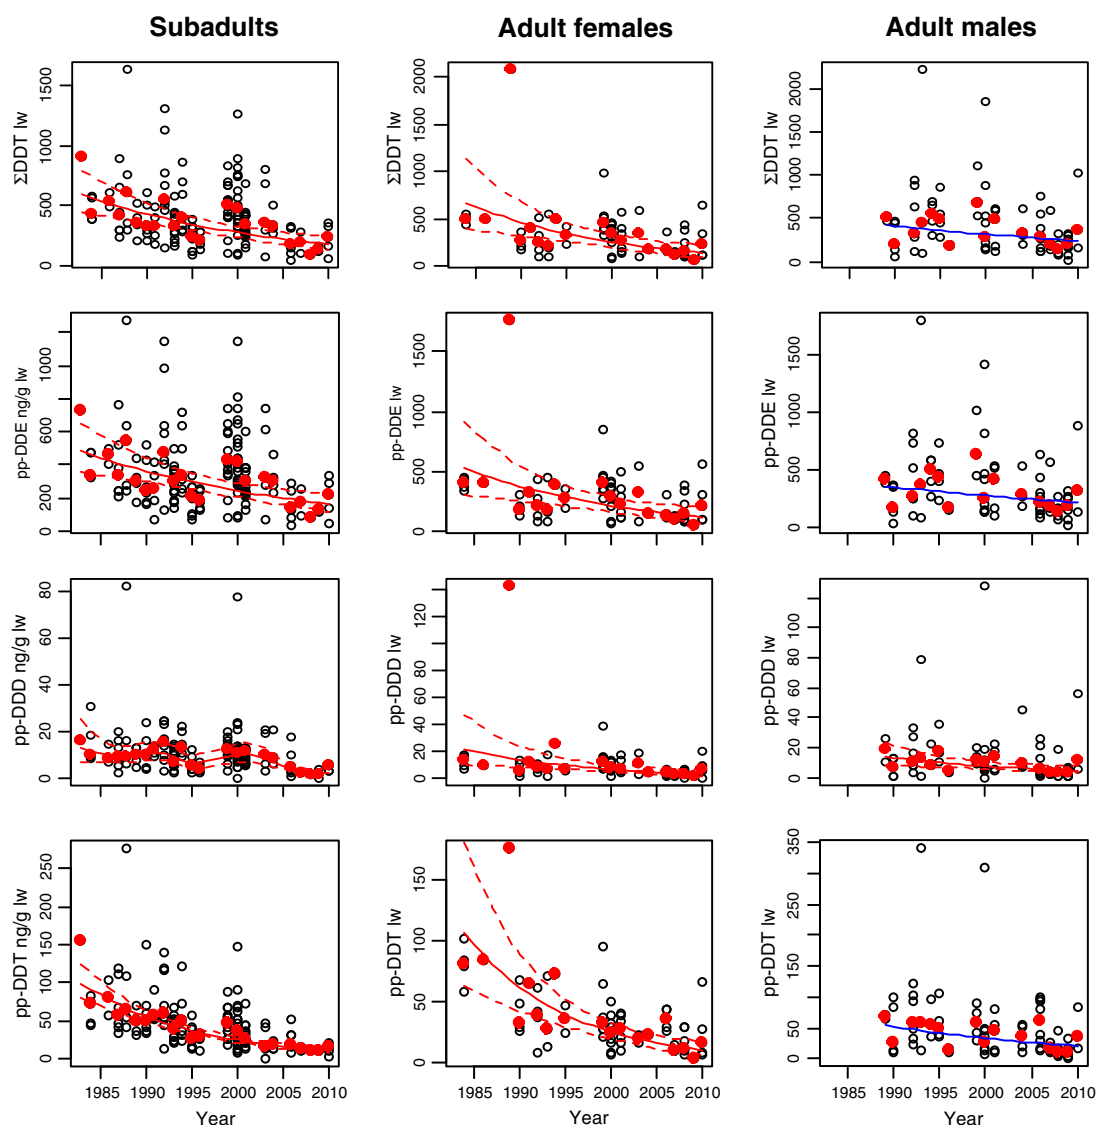 Subadults Adult females Adult males
ΣDDT lw
0 500 1000 1500
ΣDDT lw
0 500 1000 1500 2000
ΣDDT lw
0 500 1000 1500 2000
pp-DDE ng/g lw
0 200 400 600 1000
pp-DDE lw
0 500 1000 1500
pp-DDE lw
0 500 1000 1500
pp-DDD ng/g lw
0 20 40 60 80
pp-DDD lw
0 20 40 60 80 120
pp-DDD lw
0 20 40 60 80 100
pp-DDT ng/g lw
0 50 100 150 200 250
pp-DDT lw
0 50 100 150
pp-DDT lw
0 50 100 150 250 350
1985 1990 1995 2000 2005 2010
1985 1990 1995 2000 2005 2010
1985 1990 1995 2000 2005 2010
Year Year Year